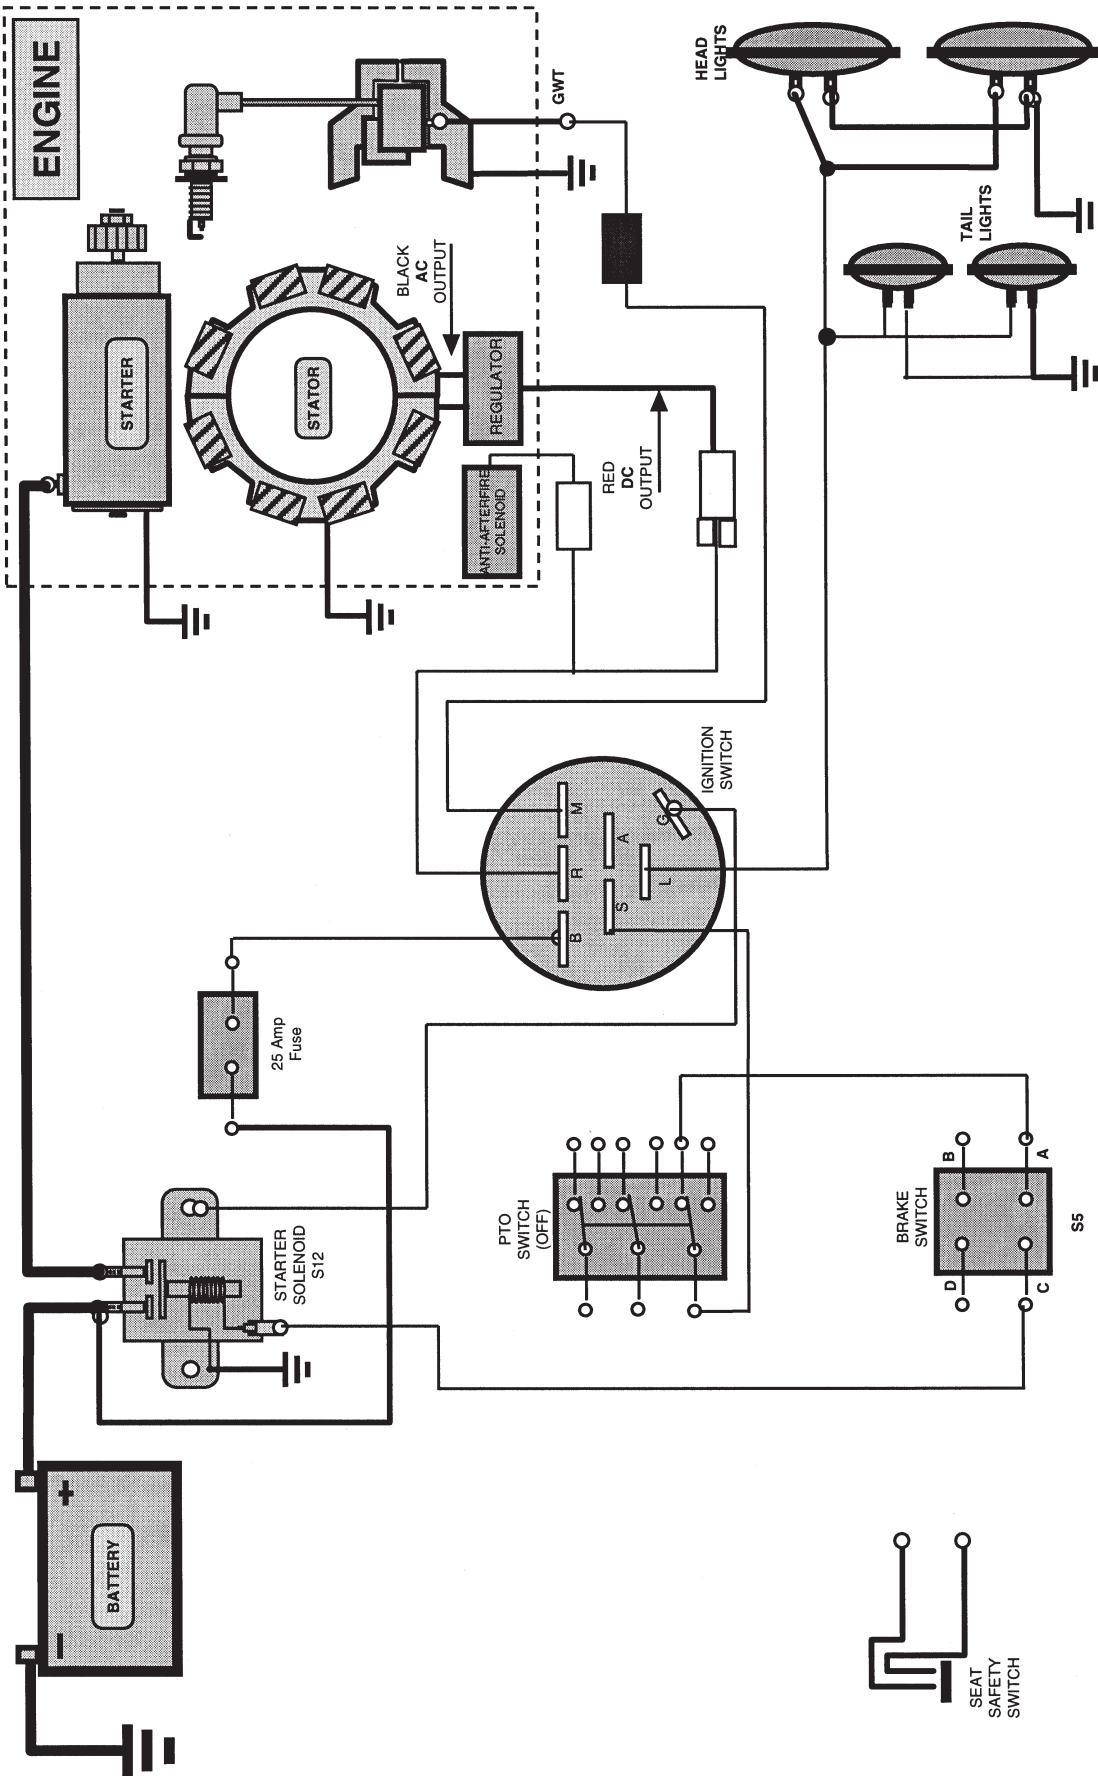 ENGINE
STARTER
STATOR
GWT
BLACK
AC
OUTPUT
REGULATOR
ANTI-AFTERFIRE
SOLENOID
RED
DC
OUTPUT
HEAD
LIGHTS
TAIL
LIGHTS
IGNITION
SWITCH
M
R
B
A
S
L
G
25 Amp
Fuse
STARTER
SOLENOID
S12
PTO
SWITCH
(OFF)
BRAKE
SWITCH
B
A
D
C
S5
+
BATTERY
–
SEAT
SAFETY
SWITCH